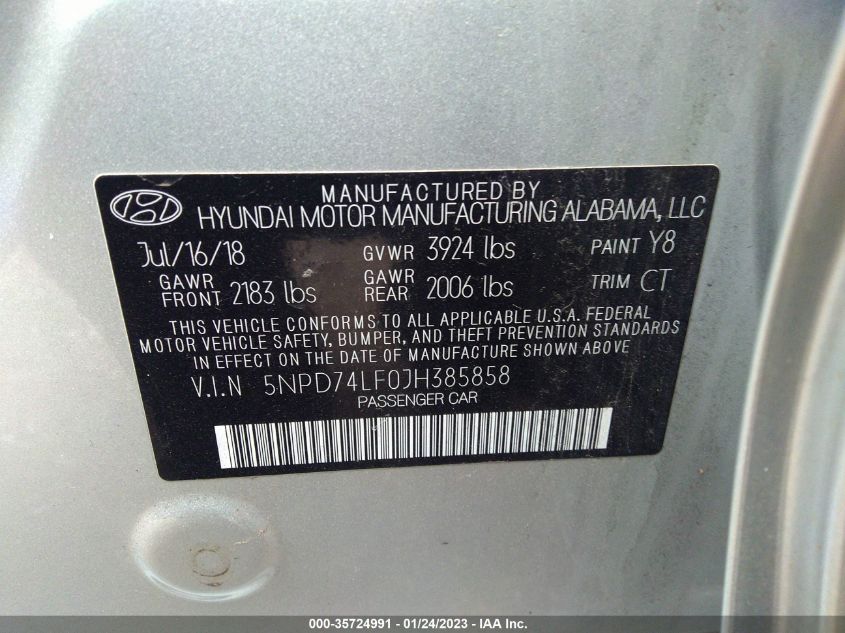 MANUFACTURED BY
HYUNDAI MOTOR MANUFACTURING ALABAMA, LLC
Jul/16/18 GVWR 3924 lbs PAINT Y8
GAWR FRONT 2183 lbs GAWR REAR 2006 lbs TRIM CT
THIS VEHICLE CONFORMS TO ALL APPLICABLE U.S.A. FEDERAL
MOTOR VEHICLE SAFETY, BUMPER, AND THEFT PREVENTION STANDARDS
IN EFFECT ON THE DATE OF MANUFACTURE SHOWN ABOVE
V.I.N 5NPD74LF0JH385858
PASSENGER CAR
000-35724991 - 01/24/2023 - IAA Inc.